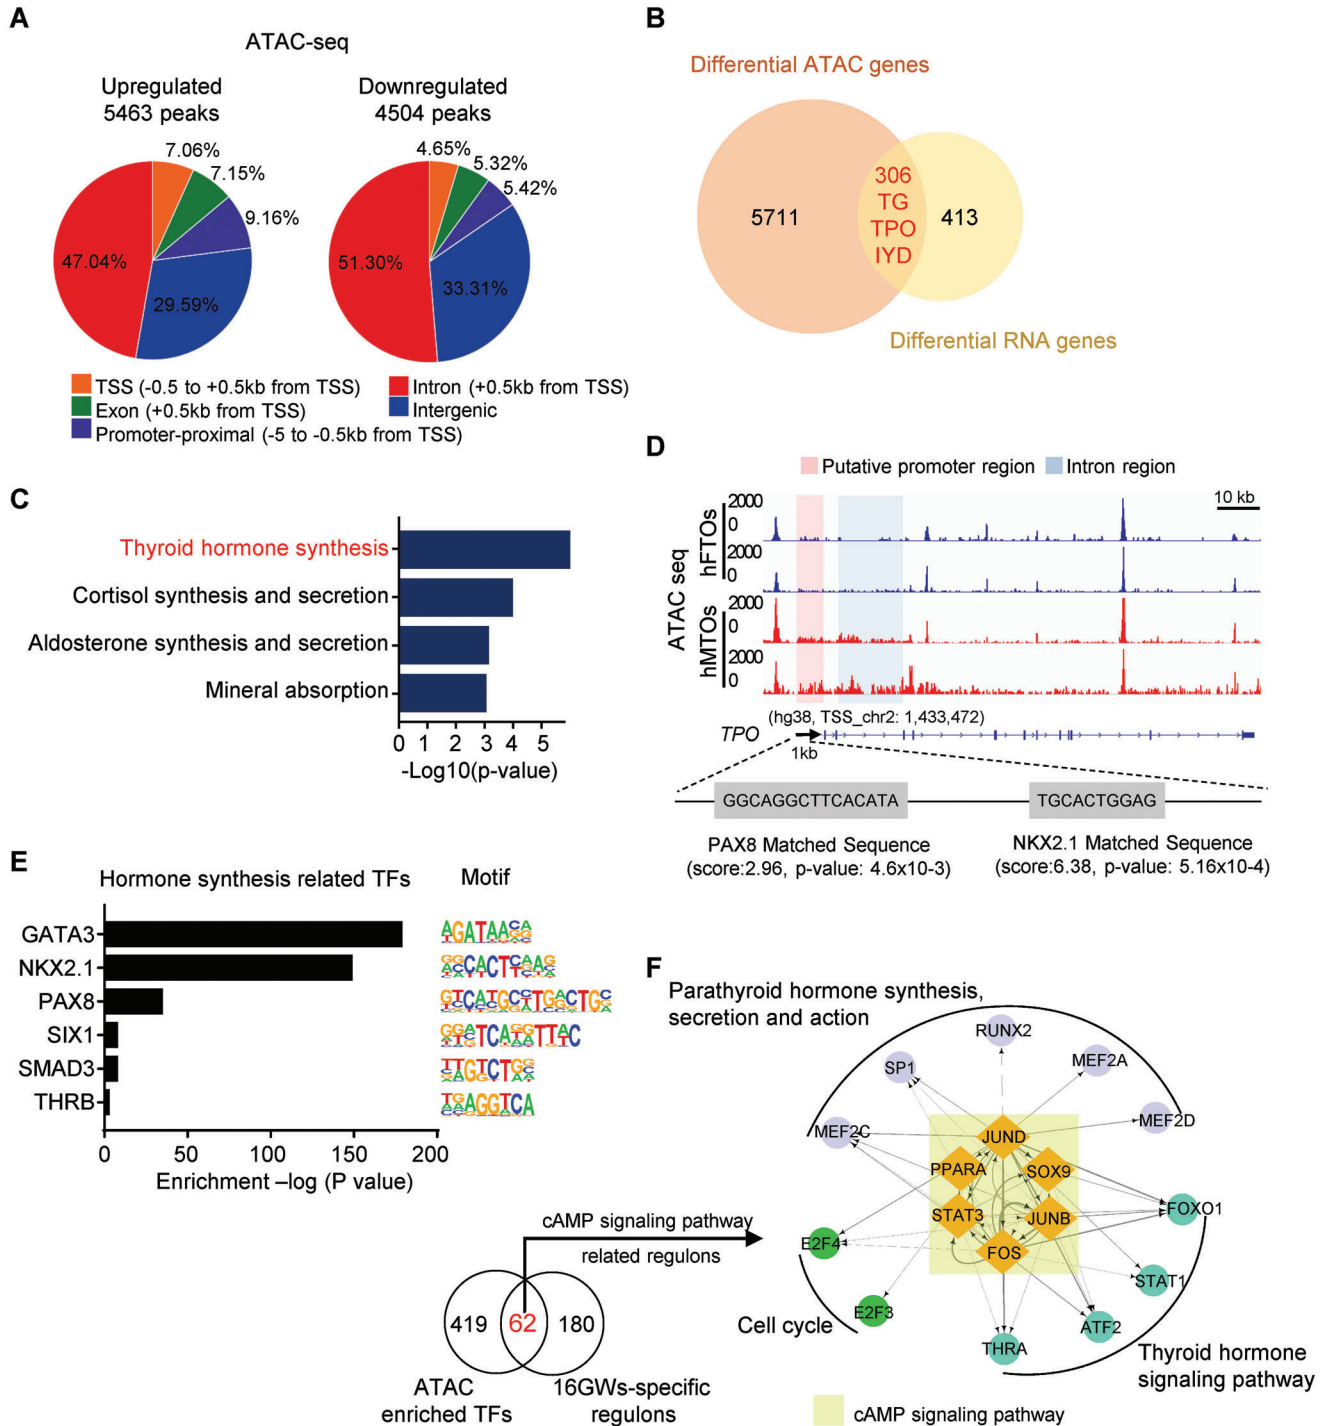 A
ATAC-seq
Upregulated
5463 peaks
7.06%
7.15%
9.16%
47.04%
29.59%
Downregulated
4504 peaks
4.65%
5.32%
5.42%
51.30%
33.31%
TSS (-0.5 to +0.5kb from TSS)
Exon (+0.5kb from TSS)
Promoter-proximal (-5 to -0.5kb from TSS)
Intron (+0.5kb from TSS)
Intergenic
B
Differential ATAC genes
5711
306
TG
TPO
IYD
413
Differential RNA genes
C
Thyroid hormone synthesis
Cortisol synthesis and secretion
Aldosterone synthesis and secretion
Mineral absorption
0 1 2 3 4 5
-Log10(p-value)
D
Putative promoter region
Intron region
10 kb
ATAC seq
hFTOs
hMTOs
2000
0
2000
0
2000
0
2000
0
(hg38, TSS_chr2: 1,433,472)
TPO
1kb
GGCAGGCTTCACATA
TGCACTGGAG
PAX8 Matched Sequence
(score:2.96, p-value: 4.6x10-3)
NKX2.1 Matched Sequence
(score:6.38, p-value: 5.16x10-4)
E
Hormone synthesis related TFs
Motif
GATA3
NKX2.1
PAX8
SIX1
SMAD3
THRB
0 50 100 150 200
Enrichment –log (P value)
cAMP signaling pathway
related regulons
419
62
180
ATAC
enriched TFs
16GWs-specific
regulons
F
Parathyroid hormone synthesis,
secretion and action
RUNX2
SP1
MEF2A
MEF2C
MEF2D
JUND
PPARA
SOX9
STAT3
JUNB
FOS
FOXO1
E2F4
STAT1
E2F3
ATF2
THRA
Cell cycle
Thyroid hormone
signaling pathway
cAMP signaling pathway